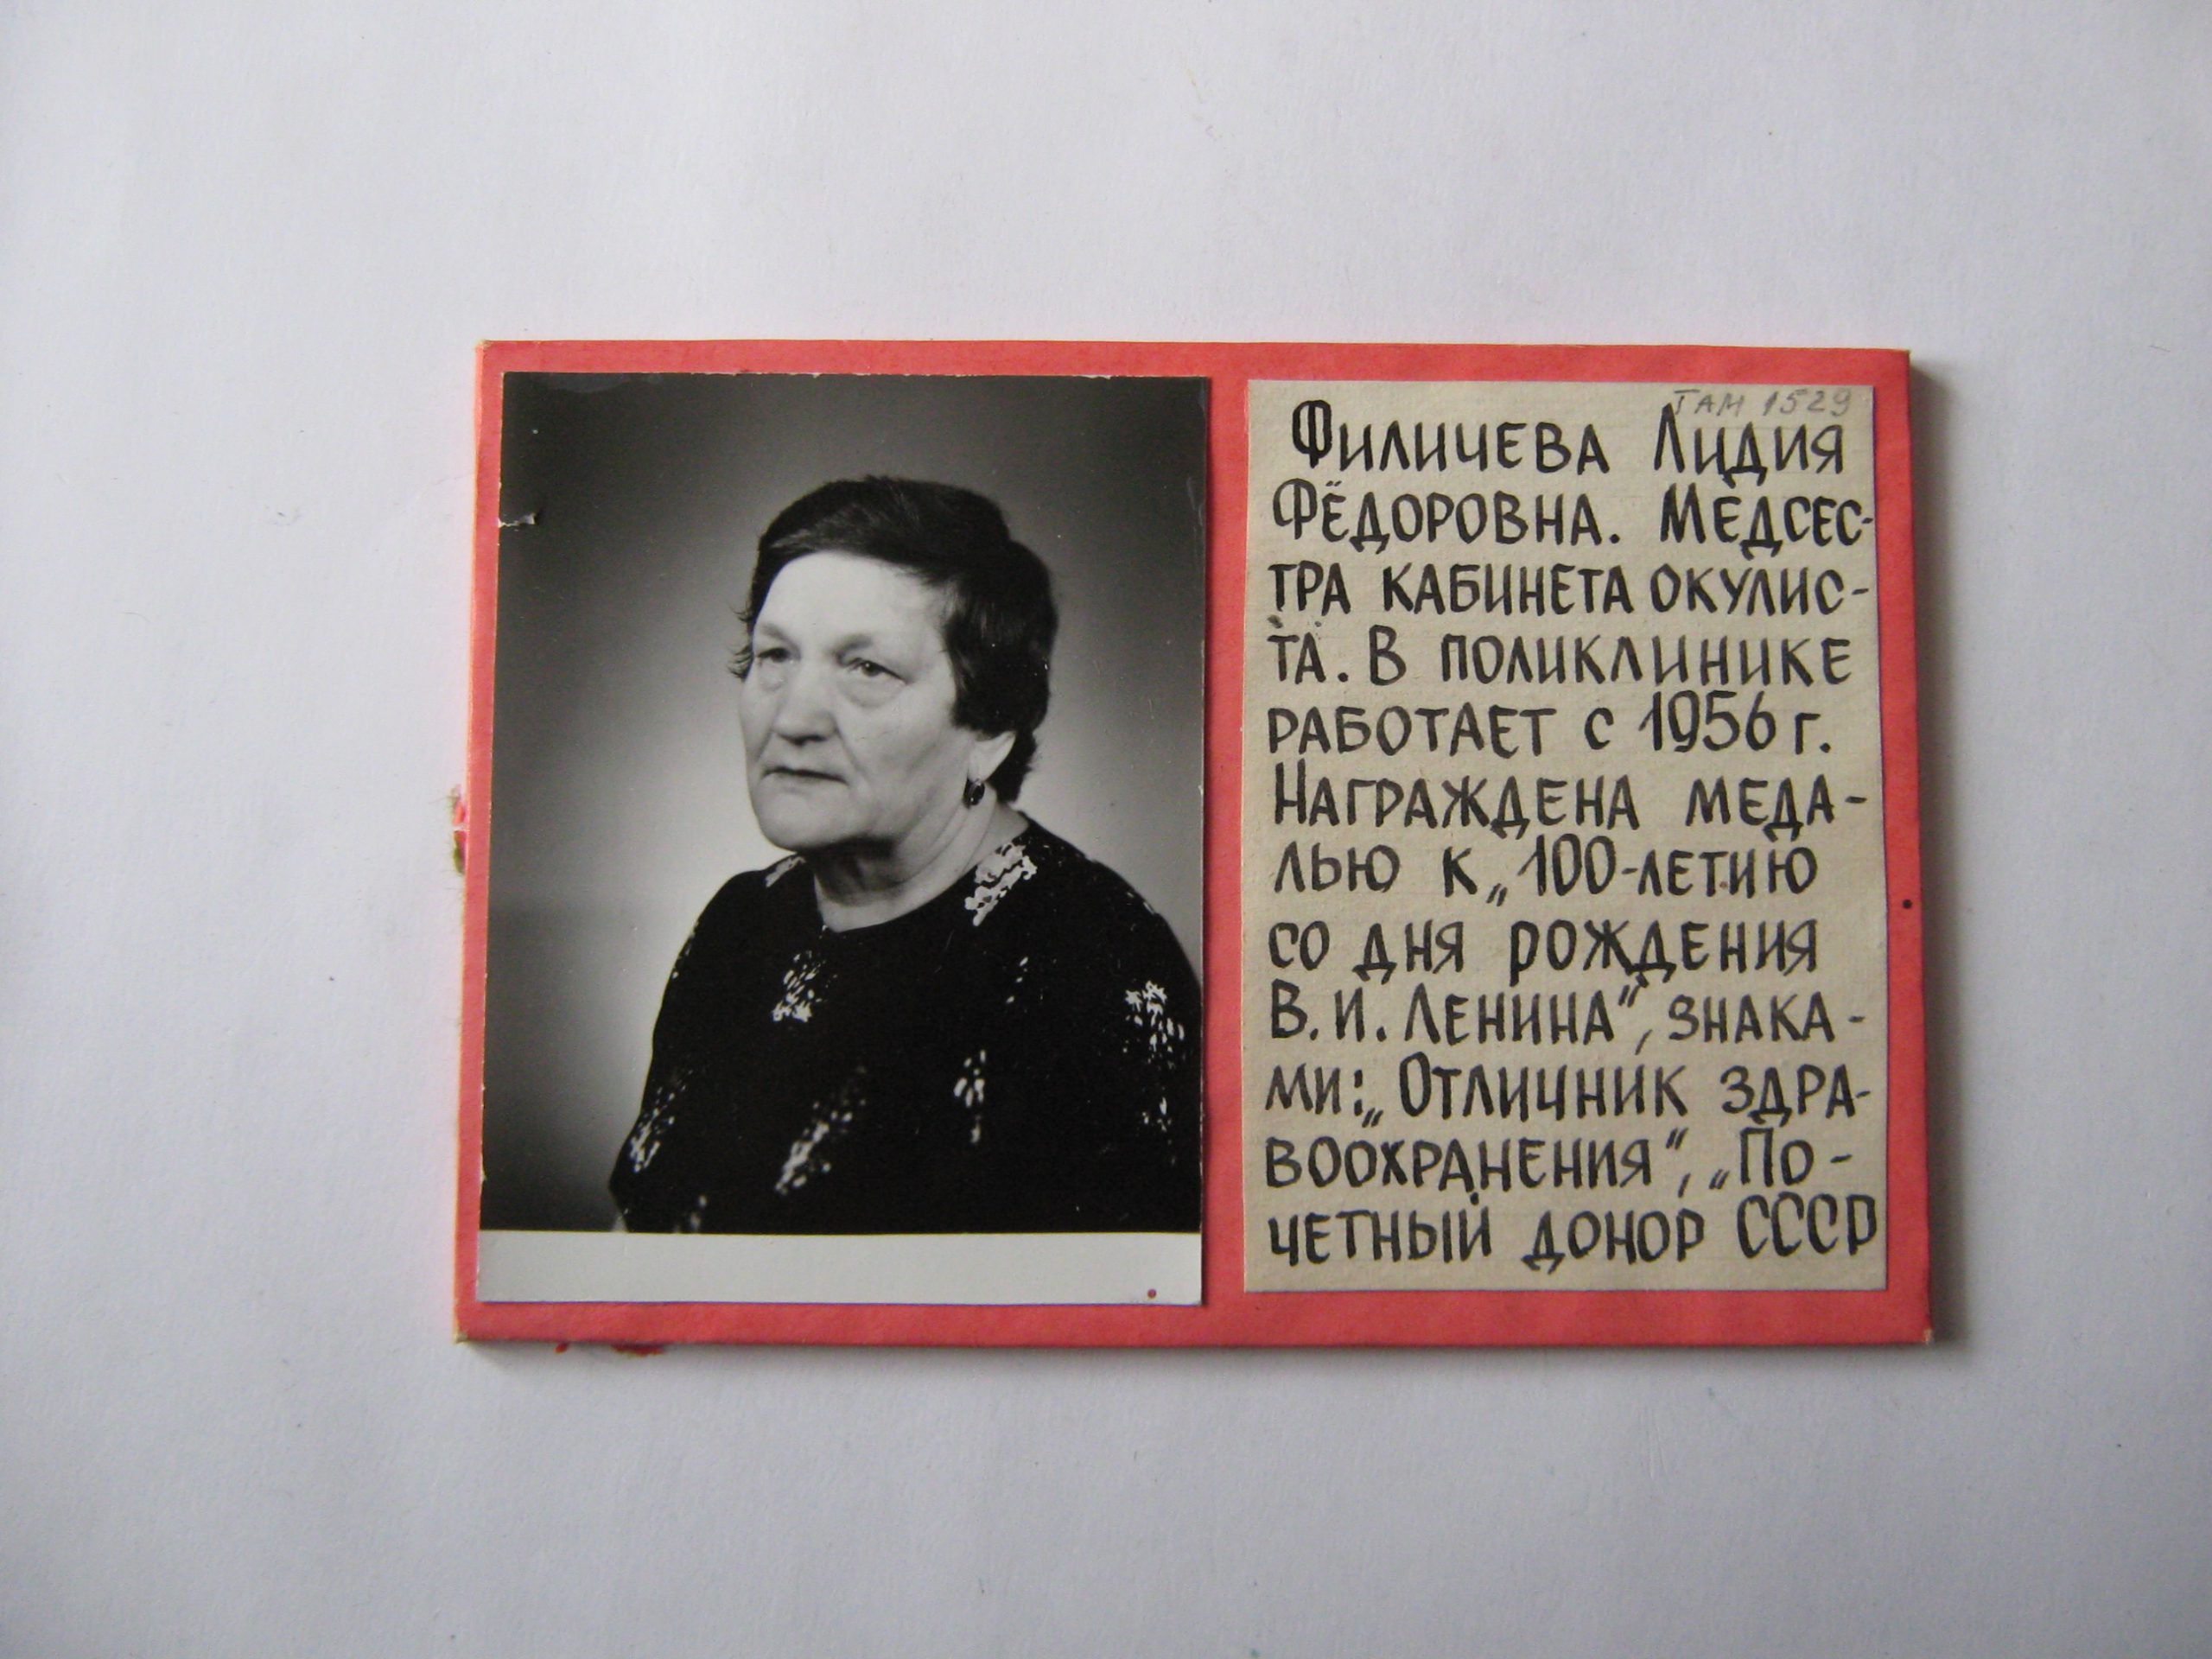 ТАМ 1529
Филичева Лидия
Фёдоровна. Медсес-
тра кабинета окулис-
та. В поликлинике
работает с 1956 г.
Награждена меда-
лью к „100-летию
со дня рождения
В.И. Ленина“, знака-
ми: „Отличник здра-
воохранения“, „По-
четный донор СССР